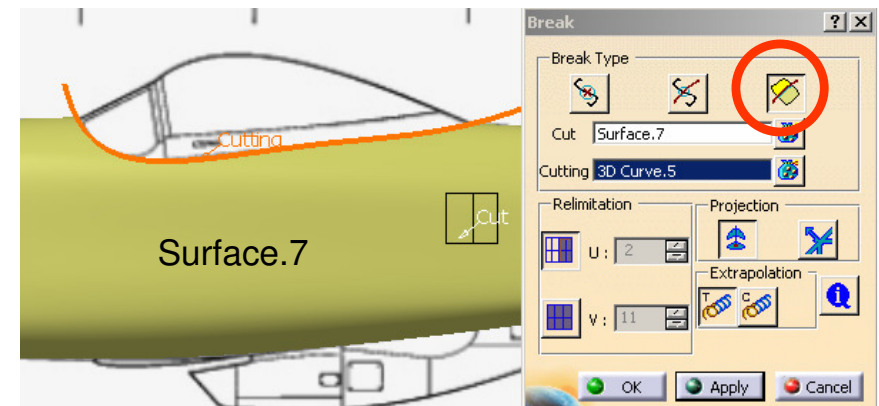 Cutting
Cut
Surface.7
Break
? X
Break Type
Cut Surface.7
Cutting 3D Curve.5
Relimitation
U : 2
V : 11
Projection
Extrapolation
T C
i
OK Apply Cancel